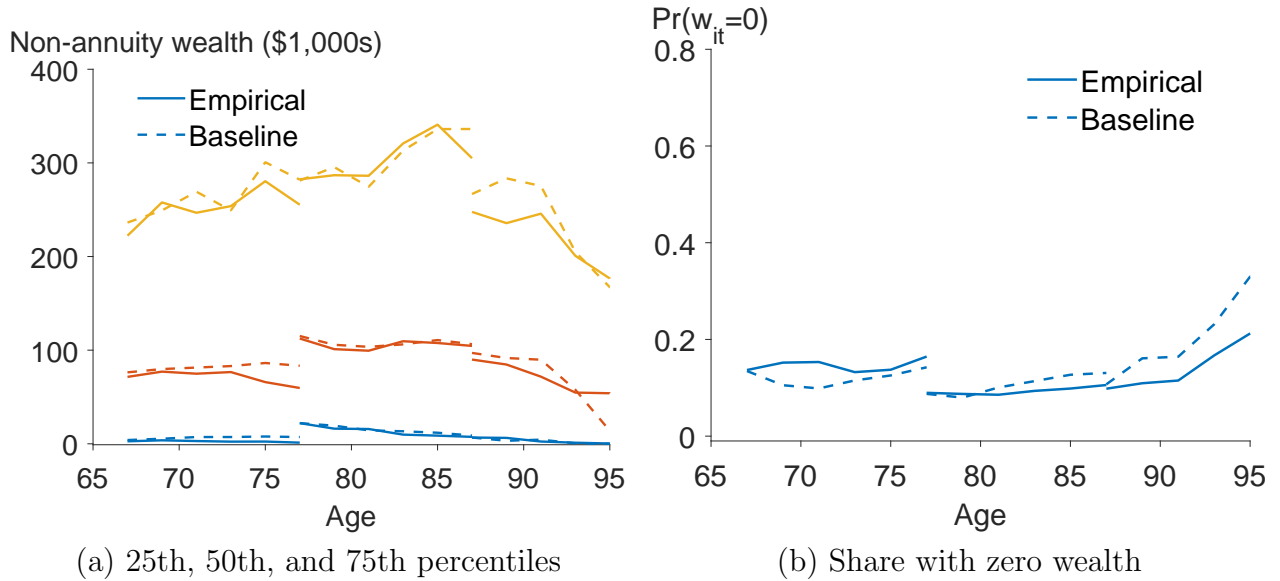 Non-annuity wealth ($1,000s)
400
300
200
100
0
Empirical
Baseline
65 70 75 80 85 90 95
Age
(a) 25th, 50th, and 75th percentiles
Pr(w_it=0)
0.8
0.6
0.4
0.2
0
Empirical
Baseline
65 70 75 80 85 90 95
Age
(b) Share with zero wealth